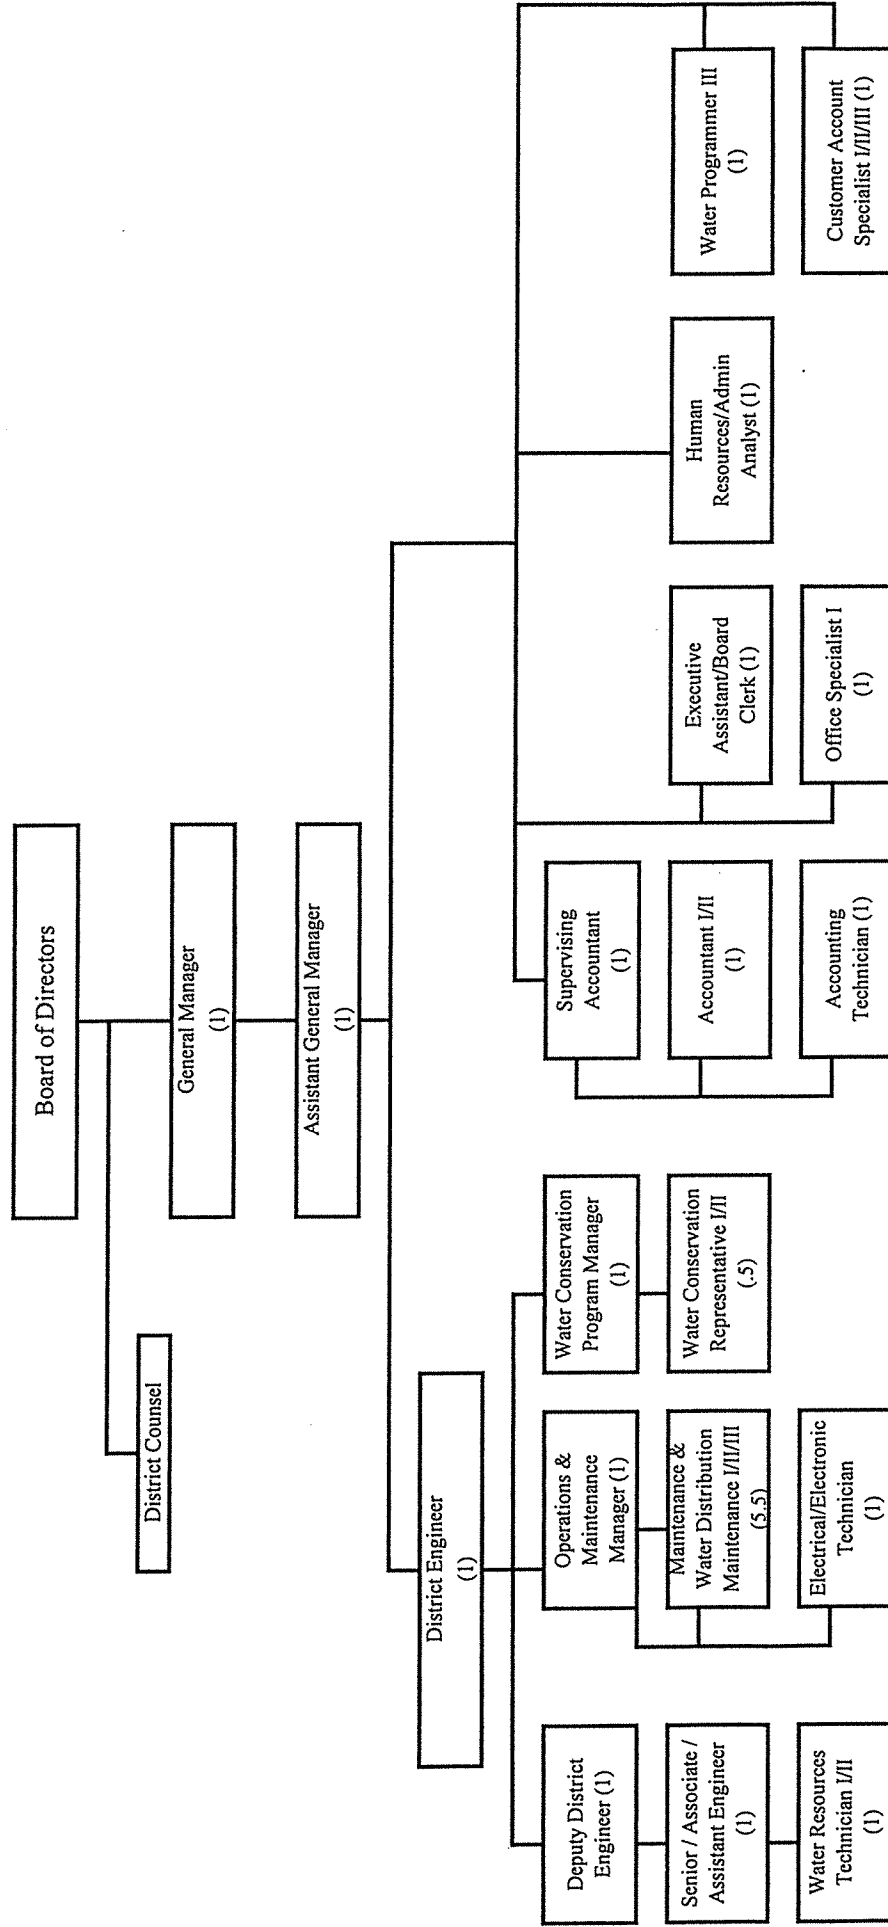 Board of Directors
District Counsel
General Manager
(1)
Assistant General Manager
(1)
District Engineer
(1)
Deputy District
Engineer (1)
Operations &
Maintenance
Manager (1)
Water Conservation
Program Manager
(1)
Supervising
Accountant
(1)
Senior / Associate /
Assistant Engineer
(1)
Maintenance &
Water Distribution
Maintenance I/II/III
(5.5)
Water Conservation
Representative I/II
(.5)
Accountant I/II
(1)
Executive
Assistant/Board
Clerk (1)
Human
Resources/Admin
Analyst (1)
Water Programmer III
(1)
Water Resources
Technician I/II
(1)
Electrical/Electronic
Technician
(1)
Accounting
Technician (1)
Office Specialist I
(1)
Customer Account
Specialist I/II/III (1)